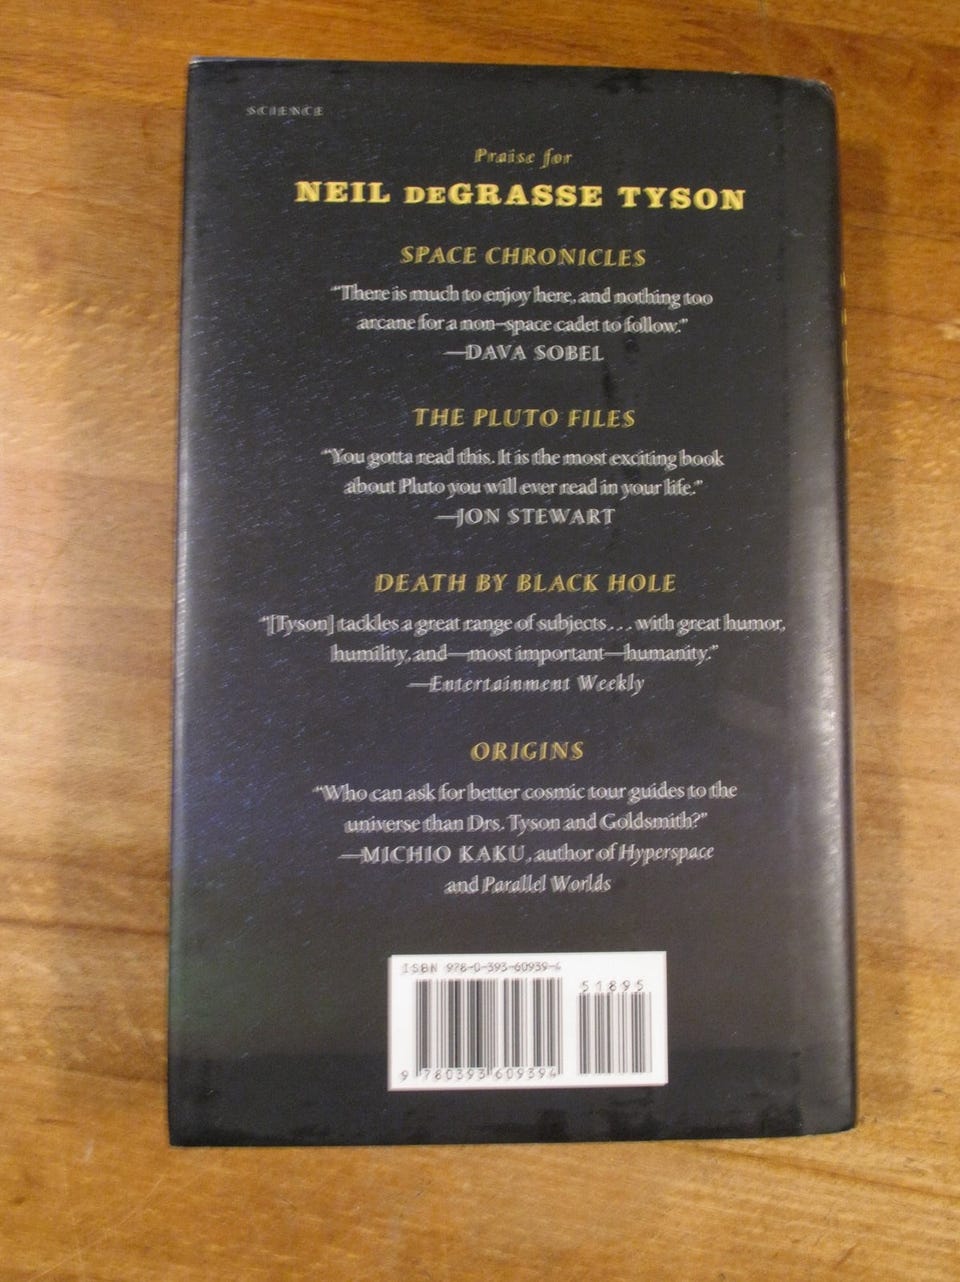 SCIENCE
Praise for
NEIL DEGRASSE TYSON
SPACE CHRONICLES
“There is much to enjoy here, and nothing too
arcane for a non–space cadet to follow.”
—DAVA SOBEL
THE PLUTO FILES
“You gotta read this. It is the most exciting book
about Pluto you will ever read in your life.”
—JON STEWART
DEATH BY BLACK HOLE
“[Tyson] tackles a great range of subjects . . . with great humor,
humility, and—most important—humanity.”
—Entertainment Weekly
ORIGINS
“Who can ask for better cosmic tour guides to the
universe than Drs. Tyson and Goldsmith?”
—MICHIO KAKU, author of Hyperspace
and Parallel Worlds
ISBN 978-0-393-60939-4
51895
9 780393 609394